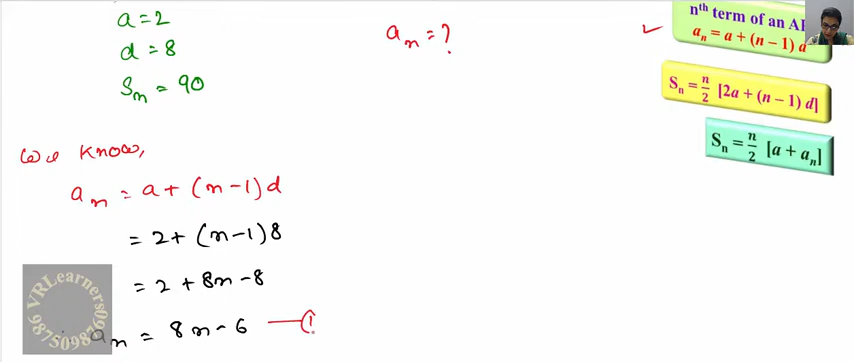 a = 2
d = 8
Sn = 90
an = ?
nth term of an AP
an = a + (n – 1) d
Sn = n/2 [2a + (n – 1) d]
Sn = n/2 [a + an]
we know,
an = a + (n-1)d
= 2 + (n-1)8
= 2 + 8n - 8
an = 8n - 6 —(1
VRLearners